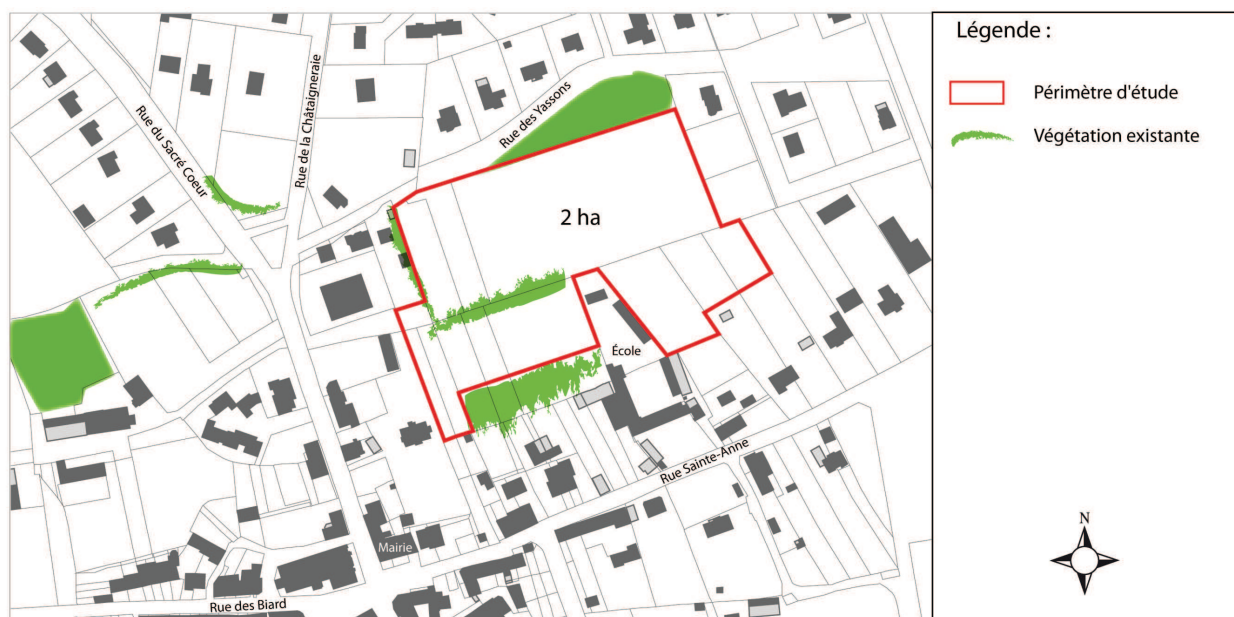 Légende :
Périmètre d'étude
Végétation existante
Rue des Yassons
Rue de la Châtaigneraie
Rue du Sacré Coeur
2 ha
École
Rue Sainte-Anne
Mairie
Rue des Biard
N